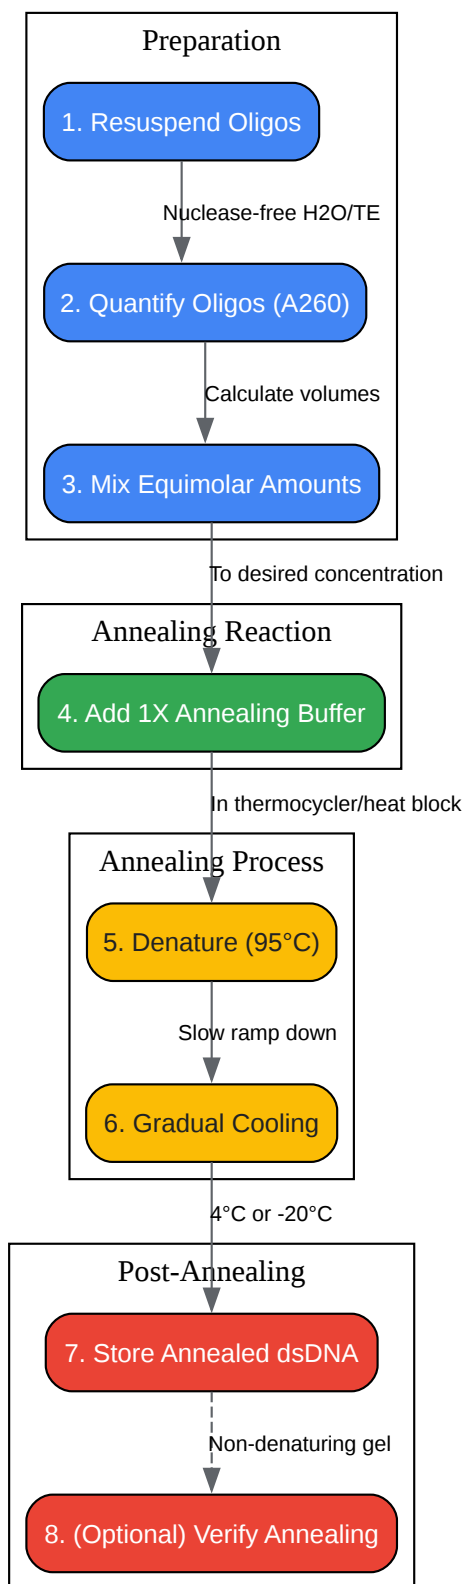 Preparation
1. Resuspend Oligos
Nuclease-free H2O/TE
2. Quantify Oligos (A260)
Calculate volumes
3. Mix Equimolar Amounts
To desired concentration
Annealing Reaction
4. Add 1X Annealing Buffer
In thermocycler/heat block
Annealing Process
5. Denature (95°C)
Slow ramp down
6. Gradual Cooling
4°C or -20°C
Post-Annealing
7. Store Annealed dsDNA
Non-denaturing gel
8. (Optional) Verify Annealing